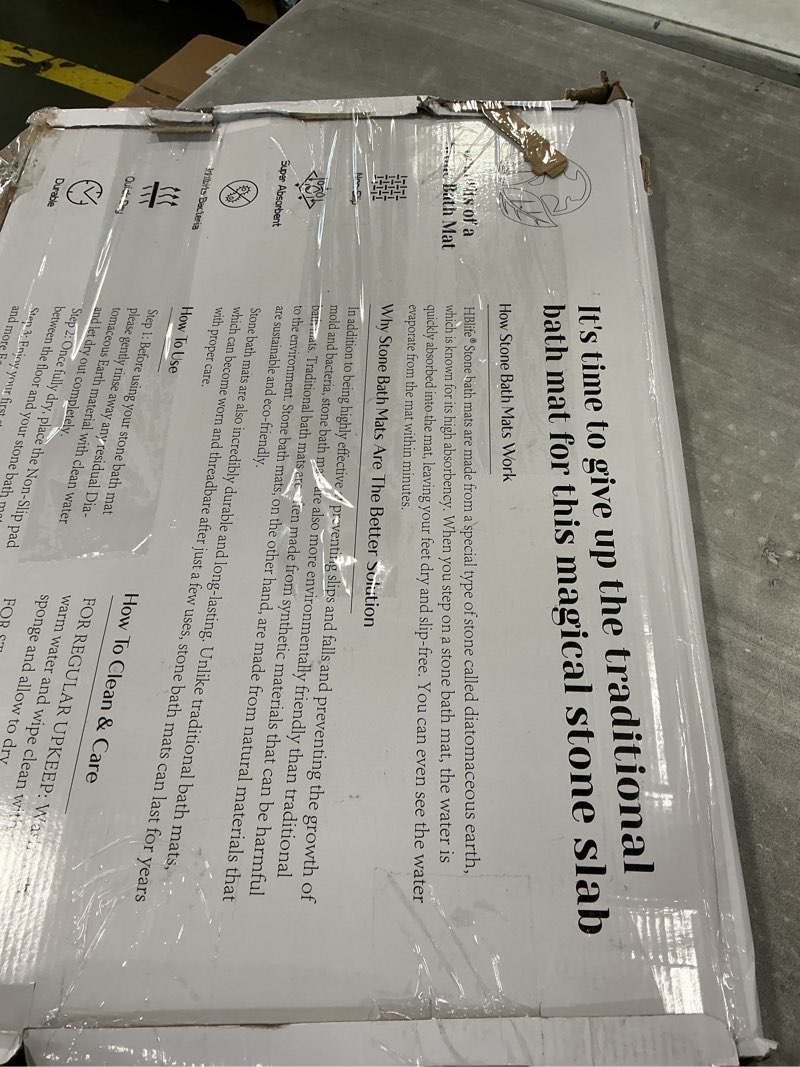 It's time to give up the traditional
bath mat for this magical stone slab
of a
Bath Mat
Super Absorbent
Inhibits Bacteria
Durable
How Stone Bath Mats Work
HBlife® Stone bath mats are made from a special type of stone called diatomaceous earth,
which is known for its high absorbency. When you step on a stone bath mat, the water is
quickly absorbed into the mat, leaving your feet dry and slip-free. You can even see the water
evaporate from the mat within minutes.
Why Stone Bath Mats Are The Better Solution
In addition to being highly effective preventing slips and falls and preventing the growth of
mold and bacteria, stone bath are also more environmentally friendly than traditional
bath mats. Traditional bath mats are often made from synthetic materials that can be harmful
to the environment. Stone bath mats, on the other hand, are made from natural materials that
are sustainable and eco-friendly.
Stone bath mats are also incredibly durable and long-lasting. Unlike traditional bath mats,
which can become worn and threadbare after just a few uses, stone bath mats can last for years
with proper care.
How To Use
Step 1: Before using your stone bath mat
please gently rinse away any residual Dia-
tomaceous Earth material with clean water
and let dry out completely.
Step 2: Once fully dry, place the Non-Slip Pad
between the floor and your stone bath mat
Step 3: Enjoy your first
and more
How To Clean & Care
FOR REGULAR UPKEEP:
warm water and wipe clean with
sponge and allow to dry.
FOR